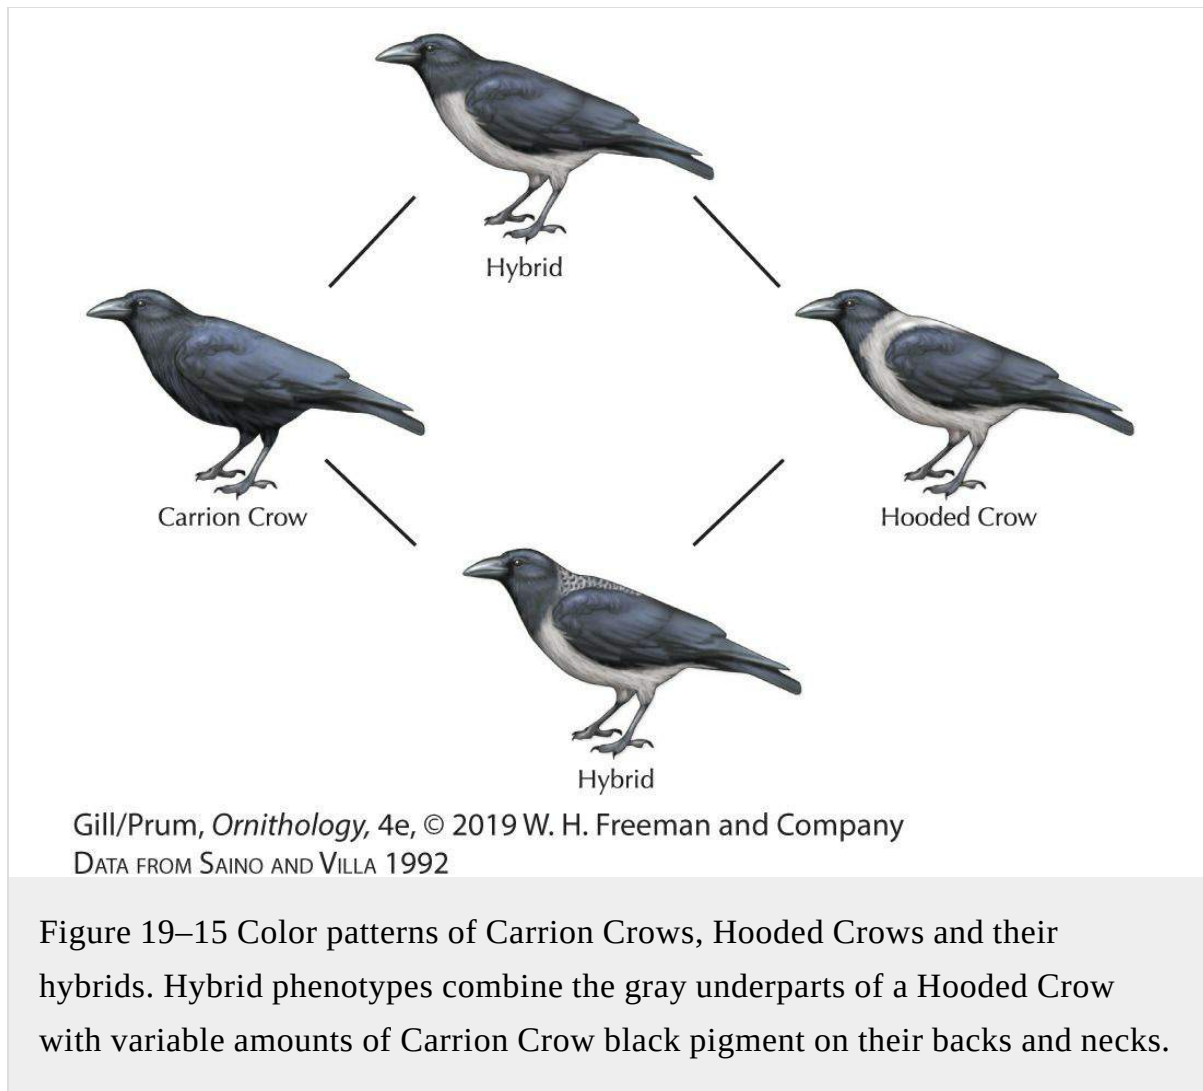 Hybrid
Carrion Crow
Hooded Crow
Hybrid
Gill/Prum, Ornithology, 4e, © 2019 W. H. Freeman and Company
DATA FROM SAINO AND VILLA 1992
Figure 19–15 Color patterns of Carrion Crows, Hooded Crows and their
hybrids. Hybrid phenotypes combine the gray underparts of a Hooded Crow
with variable amounts of Carrion Crow black pigment on their backs and necks.